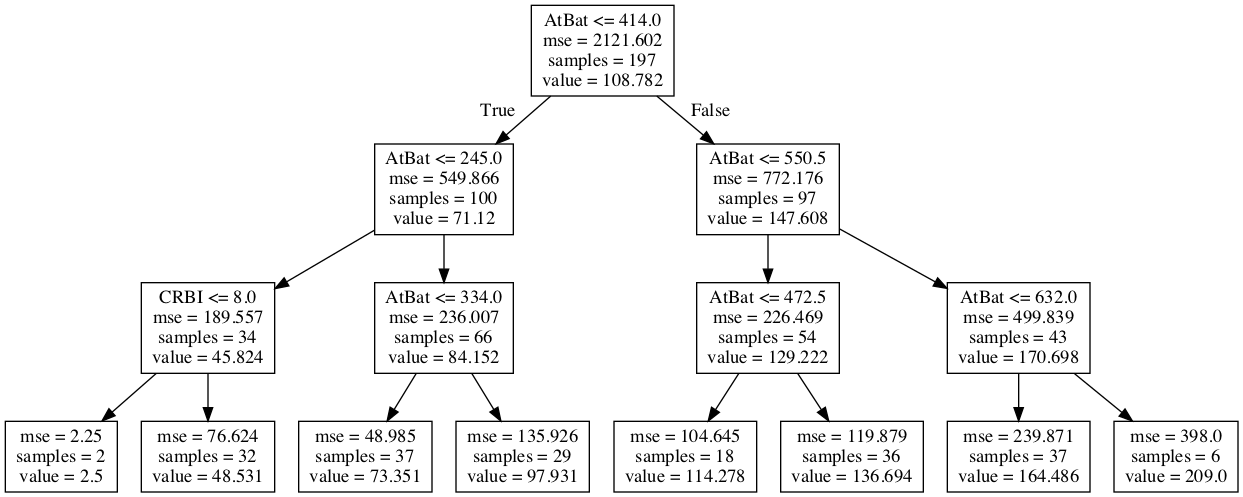 AtBat <= 414.0
mse = 2121.602
samples = 197
value = 108.782
True
False
AtBat <= 245.0
mse = 549.866
samples = 100
value = 71.12
AtBat <= 550.5
mse = 772.176
samples = 97
value = 147.608
CRBI <= 8.0
mse = 189.557
samples = 34
value = 45.824
AtBat <= 334.0
mse = 236.007
samples = 66
value = 84.152
AtBat <= 472.5
mse = 226.469
samples = 54
value = 129.222
AtBat <= 632.0
mse = 499.839
samples = 43
value = 170.698
mse = 2.25
samples = 2
value = 2.5
mse = 76.624
samples = 32
value = 48.531
mse = 48.985
samples = 37
value = 73.351
mse = 135.926
samples = 29
value = 97.931
mse = 104.645
samples = 18
value = 114.278
mse = 119.879
samples = 36
value = 136.694
mse = 239.871
samples = 37
value = 164.486
mse = 398.0
samples = 6
value = 209.0